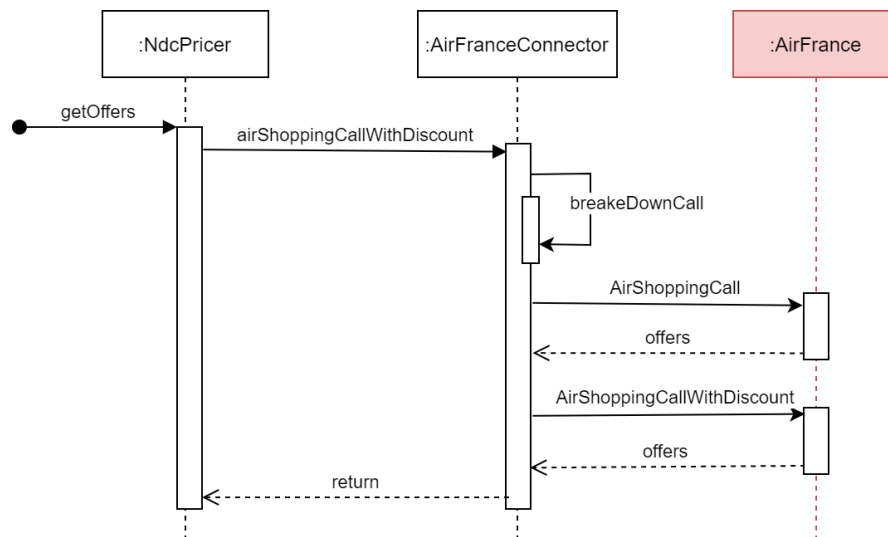 :NdcPricer
:AirFranceConnector
:AirFrance
getOffers
airShoppingCallWithDiscount
breakeDownCall
AirShoppingCall
offers
AirShoppingCallWithDiscount
offers
return